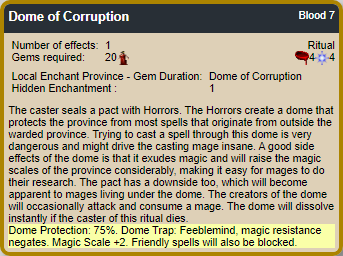 Dome of Corruption Blood 7
Number of effects: 1 Ritual
Gems required: 20 4 4
Local Enchant Province - Gem Duration: Dome of Corruption
Hidden Enchantment : 1
The caster seals a pact with Horrors. The Horrors create a dome that
protects the province from most spells that originate from outside the
warded province. Trying to cast a spell through this dome is very
dangerous and might drive the casting mage insane. A good side
effects of the dome is that it exudes magic and will raise the magic
scales of the province considerably, making it easy for mages to do
their research. The pact has a downside too, which will become
apparent to mages living under the dome. The creators of the dome
will occasionally attack and consume a mage. The dome will dissolve
instantly if the caster of this ritual dies.
Dome Protection: 75%. Dome Trap: Feeblemind, magic resistance
negates. Magic Scale +2. Friendly spells will also be blocked.